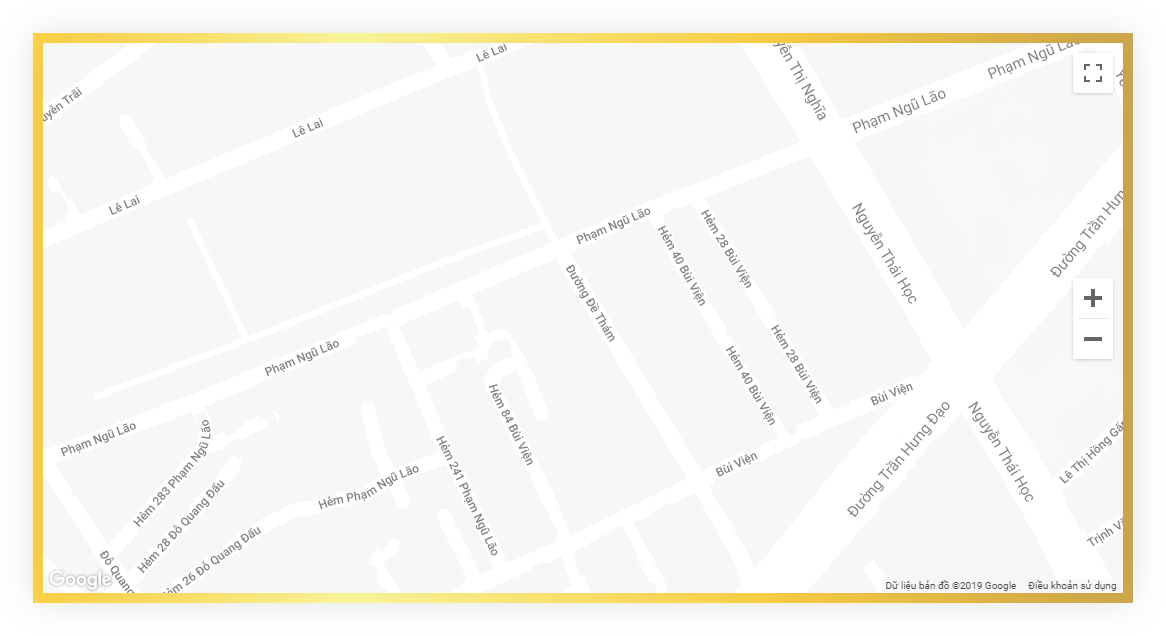 Lê Lai
Phạm Ngũ Lão
Nguyễn Thị Nghĩa
Phạm Ngũ Lão
Lê Lai
Lê Lai
Phạm Ngũ Lão
Hẻm 28 Bùi Viện
Nguyễn Thái Học
Đường Trần Hưng
Hẻm 40 Bùi Viện
Đường Đề Thám
Phạm Ngũ Lão
Hẻm 28 Bùi Viện
Hẻm 40 Bùi Viện
Bùi Viện
Hẻm 84 Bùi Viện
Đường Trần Hưng Đạo
Nguyễn Thái Học
Phạm Ngũ Lão
Hẻm 283 Phạm Ngũ Lão
Hẻm 241 Phạm Ngũ Lão
Bùi Viện
Lê Thị Hồng
Hẻm Phạm Ngũ Lão
Hẻm 28 Đỗ Quang Đẩu
Hẻm 26 Đỗ Quang Đẩu
Đỗ Quang
Trịnh
Google
Dữ liệu bản đồ ©2019 Google
Điều khoản sử dụng